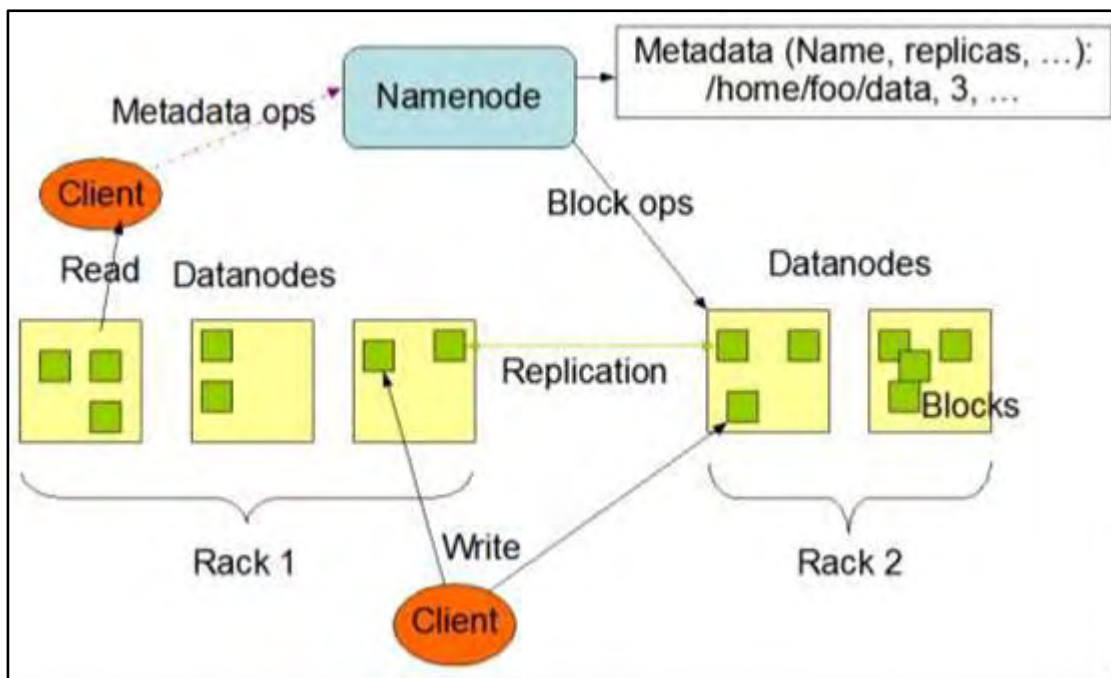 Metadata (Name, replicas, ...):
/home/foo/data, 3, ...
Namenode
Metadata ops
Client
Block ops
Read
Datanodes
Datanodes
Replication
Blocks
Rack 1
Write
Rack 2
Client